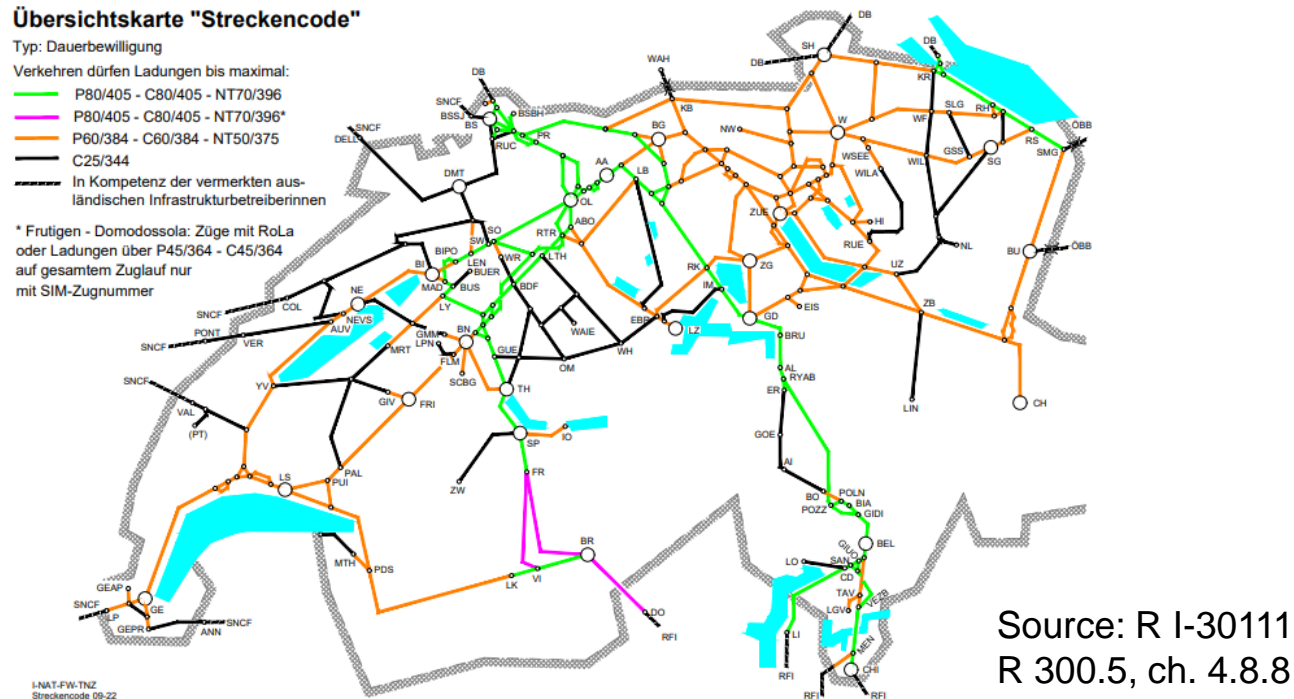 Übersichtskarte "Streckencode"
Typ: Dauerbewilligung
Verkehren dürfen Ladungen bis maximal:
P80/405 - C80/405 - NT70/396
P80/405 - C80/405 - NT70/396*
P60/384 - C60/384 - NT50/375
C25/344
In Kompetenz der vermerkten aus-
ländischen Infrastrukturbetreiberinnen
* Frutigen - Domodossola: Züge mit RoLa
oder Ladungen über P45/364 - C45/364
auf gesamtem Zuglauf nur
mit SIM-Zugnummer
DB
SNCF
BSSJ
BS
BSBH
RUC
PR
SNCF
DELL
DMT
WAH
KB
BG
NW
AA
LB
OL
ABO
RTR
LTH
DB
SH
DB
DB
KR
W
WF
SLG
RH
WIL
GSS
SG
RS
SMG
ÖBB
WSEE
WILA
ZUE
HI
RUE
NL
UZ
BU
ÖBB
ZB
CH
LIN
SO
SW
WR
BIPO
LEN
BUER
BI
MAD
BUS
LY
BDF
WAIE
WH
OM
GUE
EBR
LZ
RK
IM
ZG
GD
EIS
BRU
AL
RYAB
ER
GOE
AI
BO
POLN
BIA
POZZ
GIDI
BEL
GIUO
SAN
LO
CD
TAV
LGV
VEZB
LI
RFI
MEN
CHI
RFI
RFI
COL
SNCF
NE
NEVS
AUV
PONT
VER
SNCF
GMM
LPN
BN
FLM
SCBG
MRT
YV
GIV
FRI
SNCF
VAL
(PT)
TH
SP
IO
ZW
FR
LS
PAL
PUI
MTH
PDS
BR
VI
LK
DO
RFI
GEAP
SNCF
LP
GE
GEPR
ANN
SNCF
Source: R I-30111
R 300.5, ch. 4.8.8
I-NAT-FW-TNZ
Streckencode 09-22